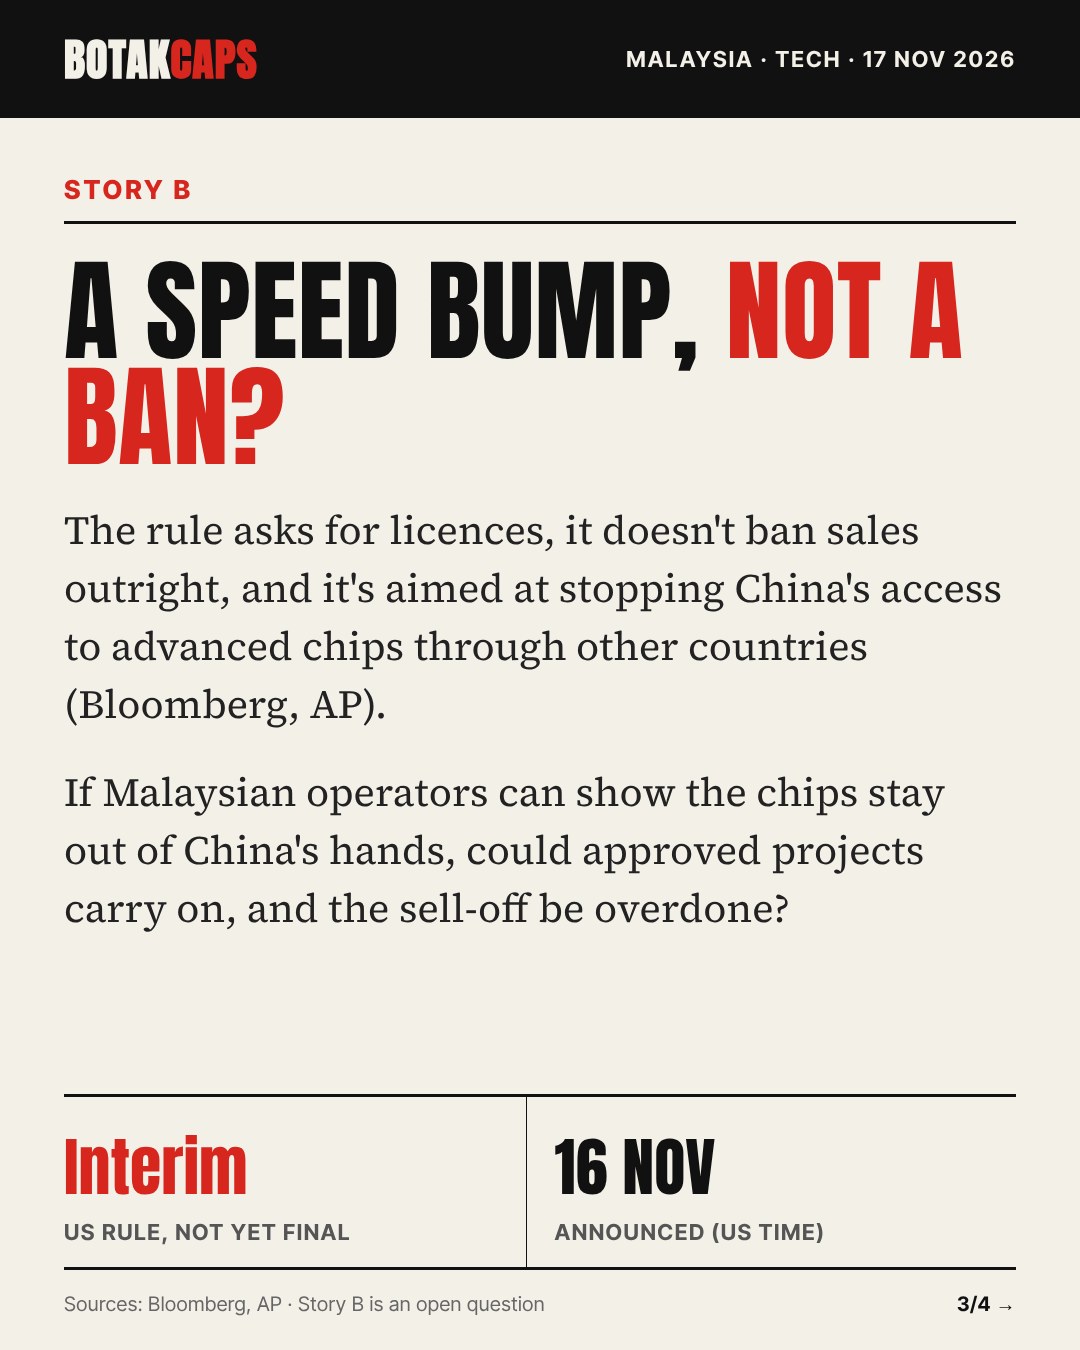 BOTAKCAPS
MALAYSIA · TECH · 17 NOV 2026
STORY B
A SPEED BUMP, NOT A
BAN?
The rule asks for licences, it doesn't ban sales
outright, and it's aimed at stopping China's access
to advanced chips through other countries
(Bloomberg, AP).
If Malaysian operators can show the chips stay
out of China's hands, could approved projects
carry on, and the sell-off be overdone?
Interim
US RULE, NOT YET FINAL
16 NOV
ANNOUNCED (US TIME)
Sources: Bloomberg, AP · Story B is an open question
3/4 →